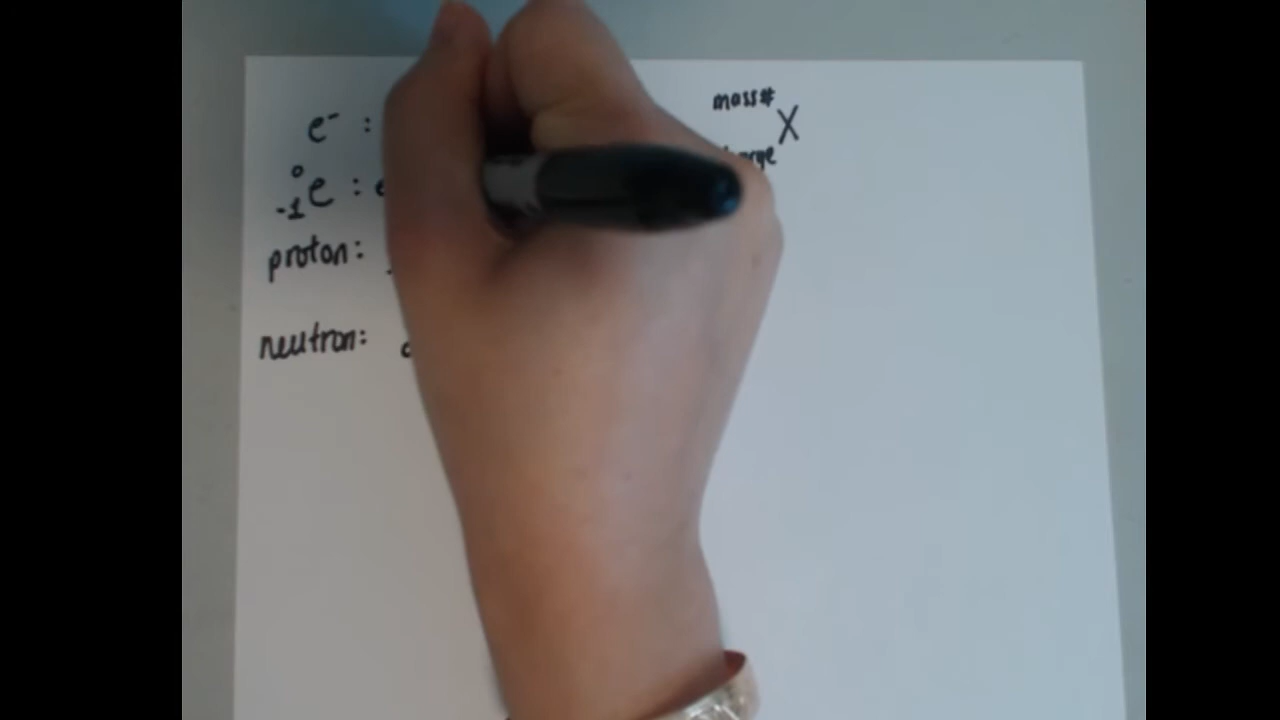 e⁻ :
⁰₋₁e :
proton:
neutron:
mass#
X